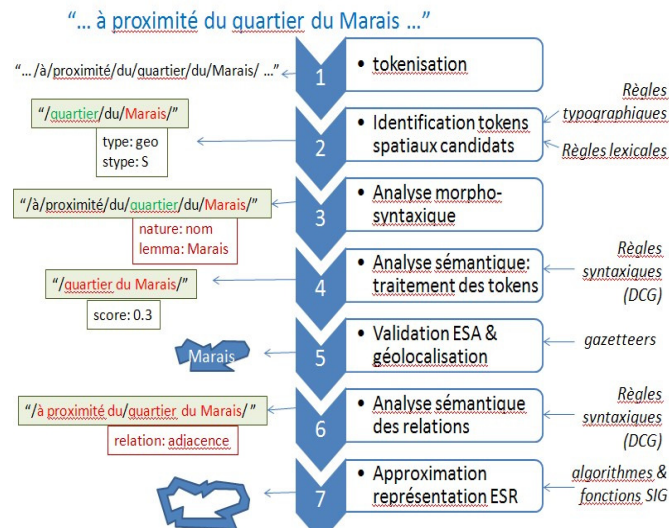 “... à proximité du quartier du Marais ...”
“... /à/proximité/du/quartier/du/Marais/ ...”
1
• tokenisation
“/quartier/du/Marais/”
type: geo
stype: S
2
• Identification tokens
spatiaux candidats
Règles
typographiques
Règles lexicales
“/à/proximité/du/quartier/du/Marais/”
nature: nom
lemma: Marais
3
• Analyse morpho-
syntaxique
“/quartier du Marais/”
score: 0.3
4
• Analyse sémantique:
traitement des tokens
Règles
syntaxiques
(DCG)
Marais
5
• Validation ESA &
géolocalisation
gazetteers
“/à proximité du/quartier du Marais/ ”
relation: adjacence
6
• Analyse sémantique
des relations
Règles
syntaxiques
(DCG)
7
• Approximation
représentation ESR
algorithmes &
fonctions SIG